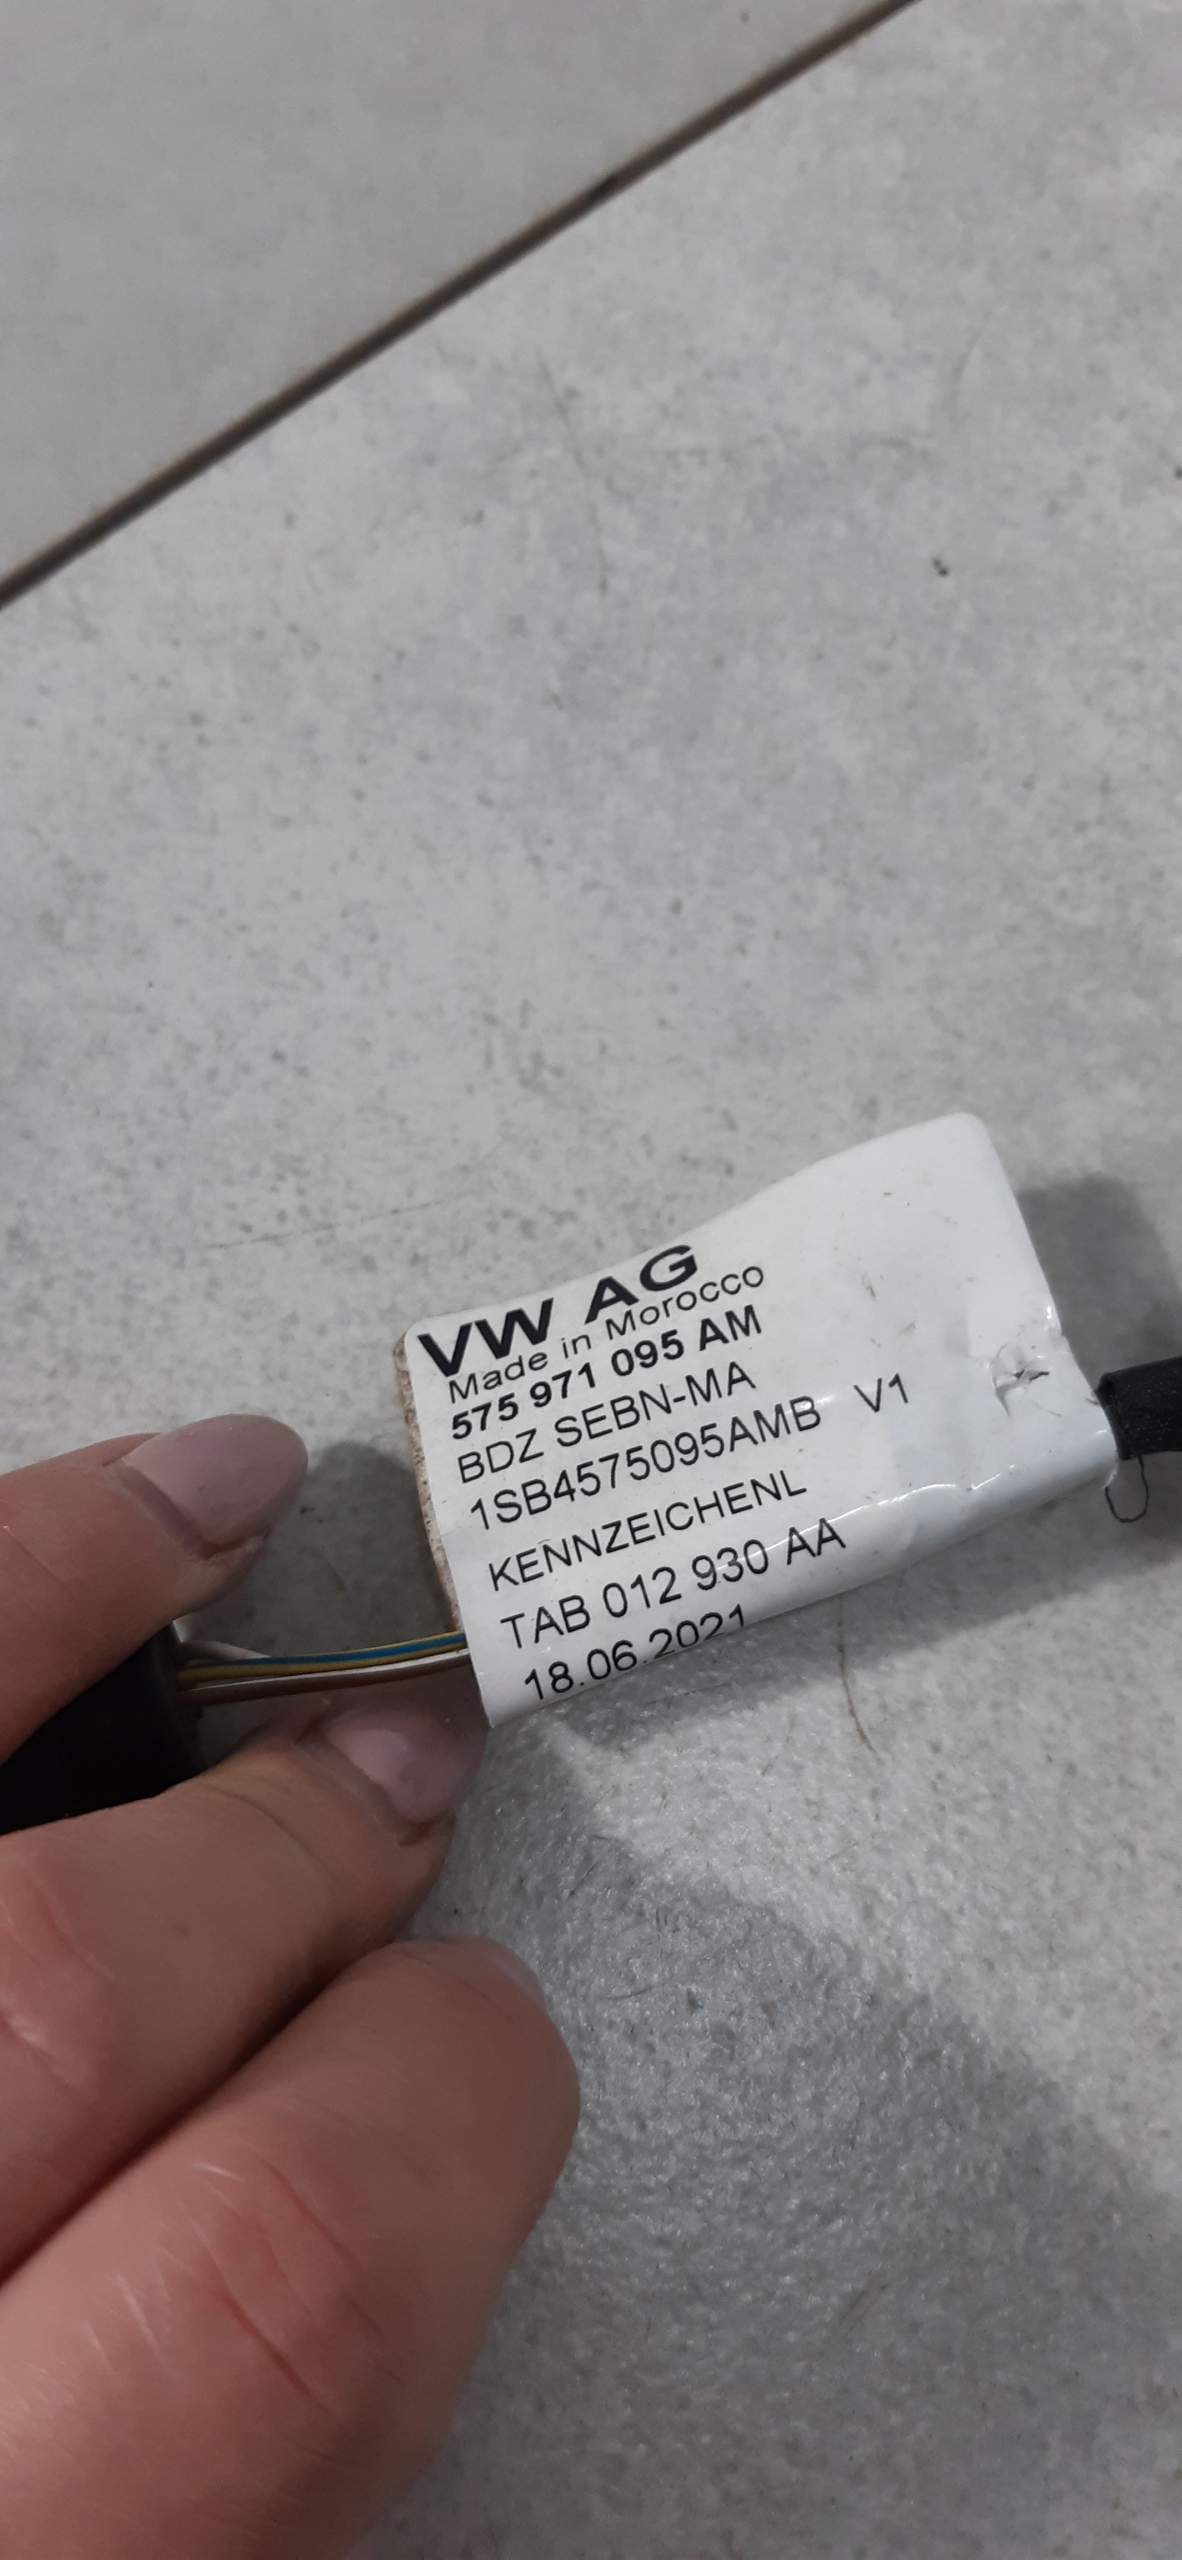 VW AG
Made in Morocco
575 971 095 AM
BDZ SEBN-MA
1SB4575095AMB V1
KENNZEICHENL
TAB 012 930 AA
18.06.2021